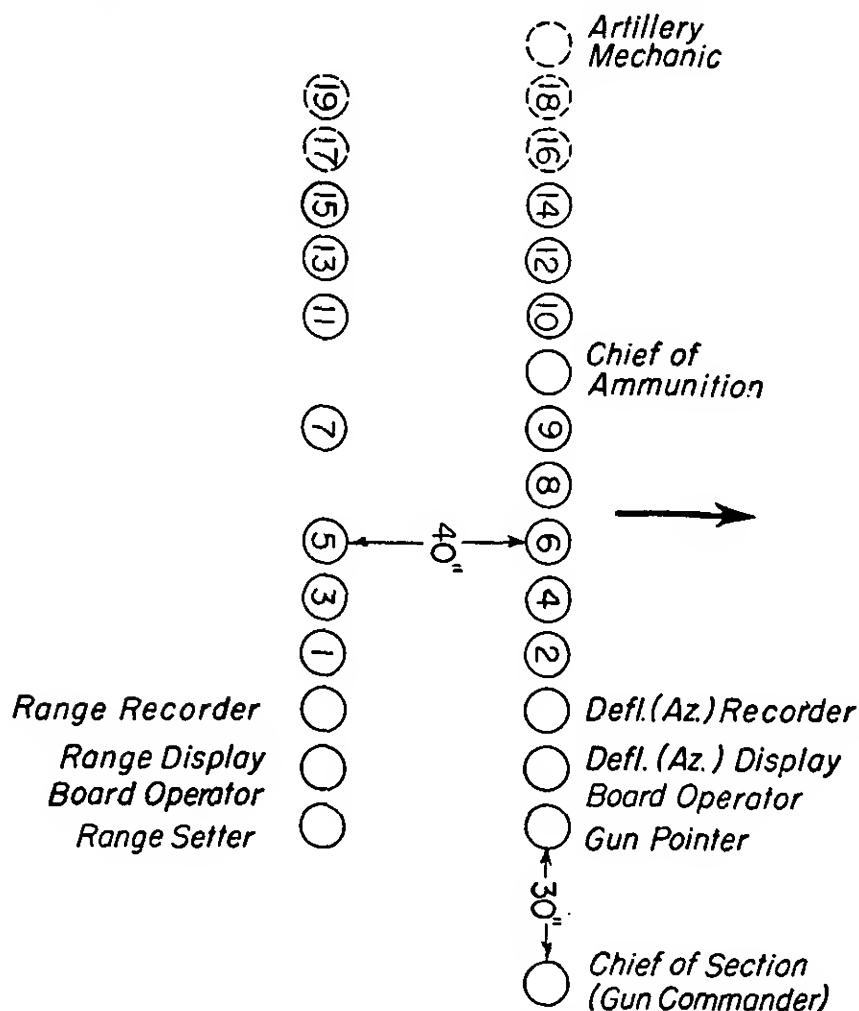 Artillery
Mechanic
19 18
17 16
15 14
13 12
11 10
Chief of
Ammunition
7 9
8
5 40" 6
3 4
1 2
Range Recorder Defl.(Az.) Recorder
Range Display Defl.(Az.) Display
Board Operator Board Operator
Range Setter Gun Pointer
30"
Chief of Section
(Gun Commander)